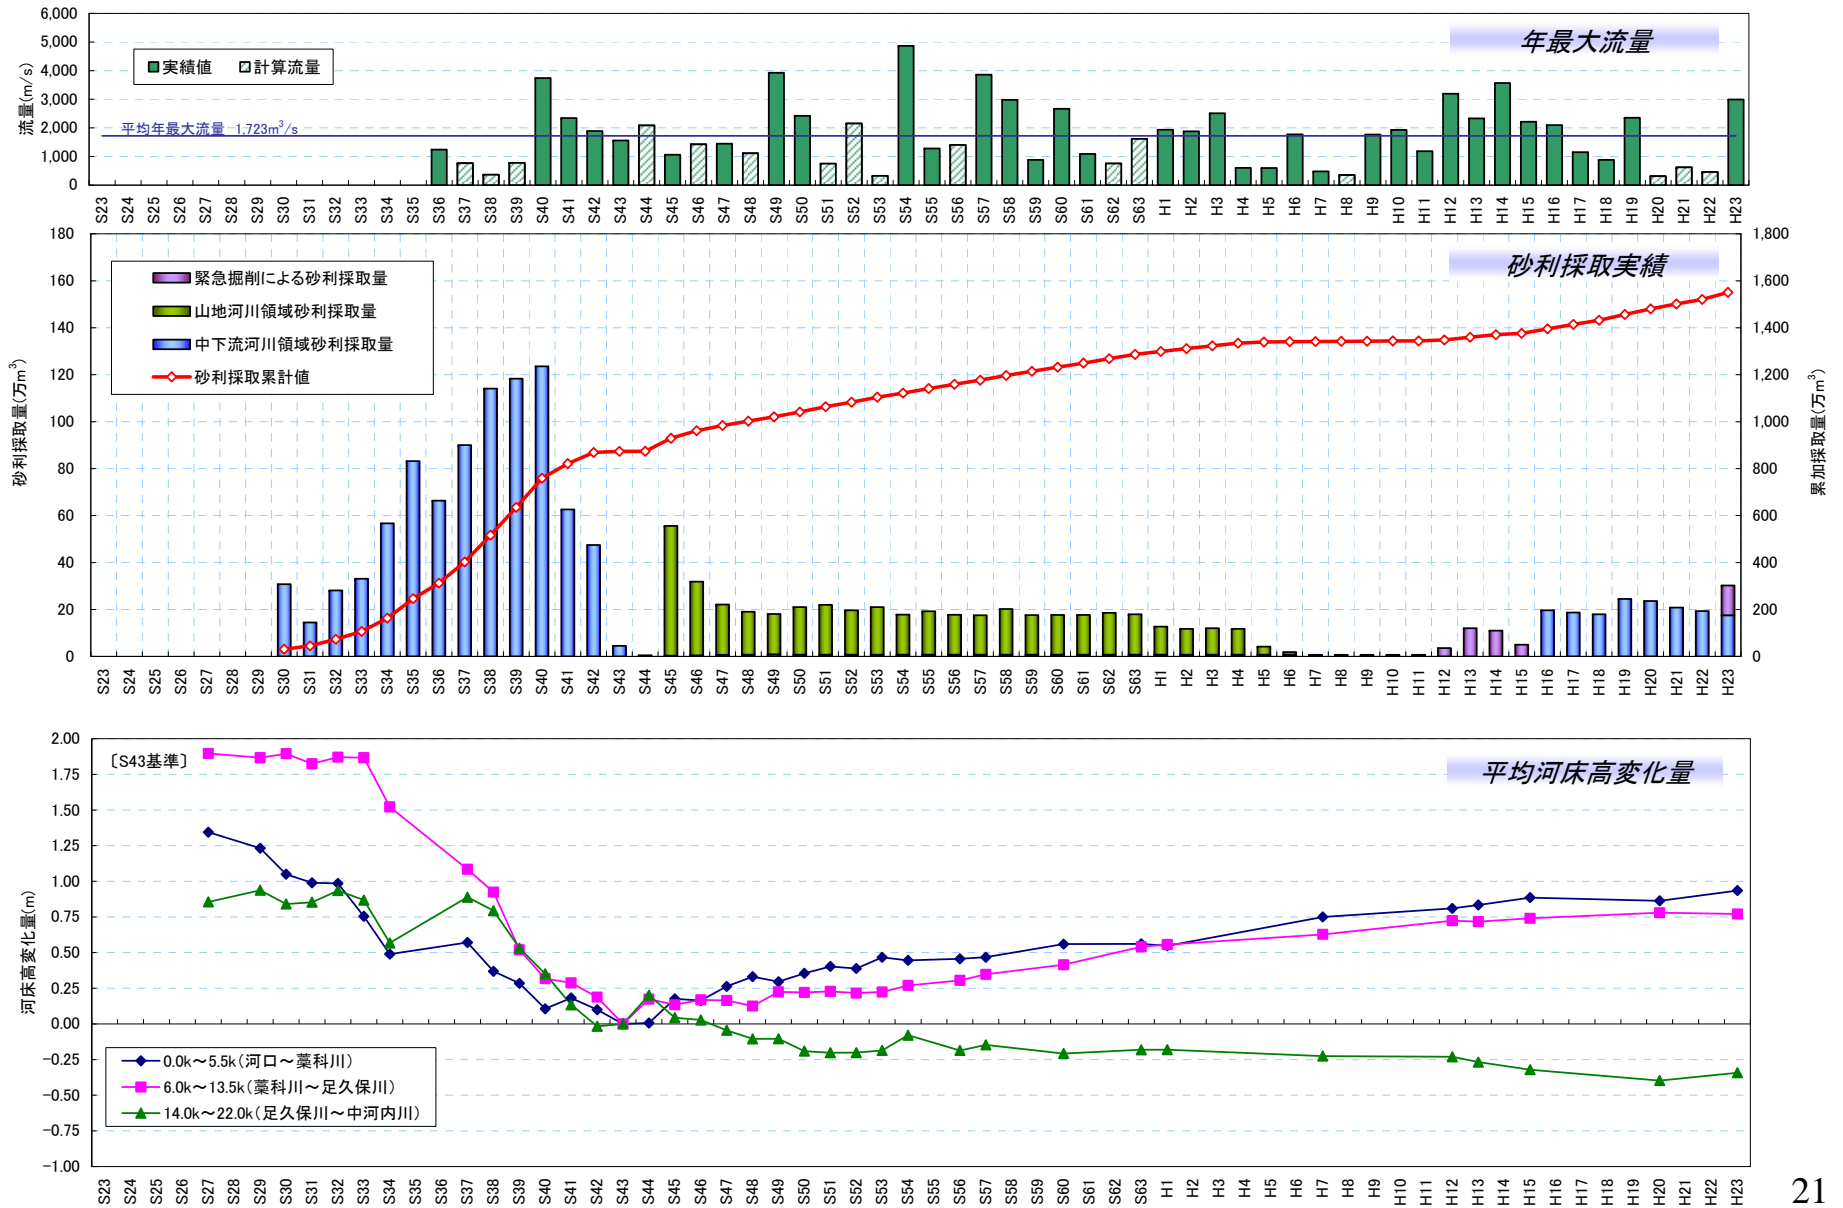 年最大流量
流量(m/s)
6,000
5,000
4,000
3,000
2,000
1,000
0
実績値 計算流量
平均年最大流量 1,723m³/s
S23 S24 S25 S26 S27 S28 S29 S30 S31 S32 S33 S34 S35 S36 S37 S38 S39 S40 S41 S42 S43 S44 S45 S46 S47 S48 S49 S50 S51 S52 S53 S54 S55 S56 S57 S58 S59 S60 S61 S62 S63 H1 H2 H3 H4 H5 H6 H7 H8 H9 H10 H11 H12 H13 H14 H15 H16 H17 H18 H19 H20 H21 H22 H23
砂利採取実績
砂利採取量(万m³)
180
160
140
120
100
80
60
40
20
0
緊急掘削による砂利採取量
山地河川領域砂利採取量
中下流河川領域砂利採取量
砂利採取累計値
1,800
1,600
1,400
1,200
1,000
800
600
400
200
0
累加採取量(万m³)
S23 S24 S25 S26 S27 S28 S29 S30 S31 S32 S33 S34 S35 S36 S37 S38 S39 S40 S41 S42 S43 S44 S45 S46 S47 S48 S49 S50 S51 S52 S53 S54 S55 S56 S57 S58 S59 S60 S61 S62 S63 H1 H2 H3 H4 H5 H6 H7 H8 H9 H10 H11 H12 H13 H14 H15 H16 H17 H18 H19 H20 H21 H22 H23
平均河床高変化量
河床高変化量(m)
〔S43基準〕
2.00
1.75
1.50
1.25
1.00
0.75
0.50
0.25
0.00
-0.25
-0.50
-0.75
-1.00
0.0k～5.5k(河口～藁科川)
6.0k～13.5k(藁科川～足久保川)
14.0k～22.0k(足久保川～中河内川)
S23 S24 S25 S26 S27 S28 S29 S30 S31 S32 S33 S34 S35 S36 S37 S38 S39 S40 S41 S42 S43 S44 S45 S46 S47 S48 S49 S50 S51 S52 S53 S54 S55 S56 S57 S58 S59 S60 S61 S62 S63 H1 H2 H3 H4 H5 H6 H7 H8 H9 H10 H11 H12 H13 H14 H15 H16 H17 H18 H19 H20 H21 H22 H23
21